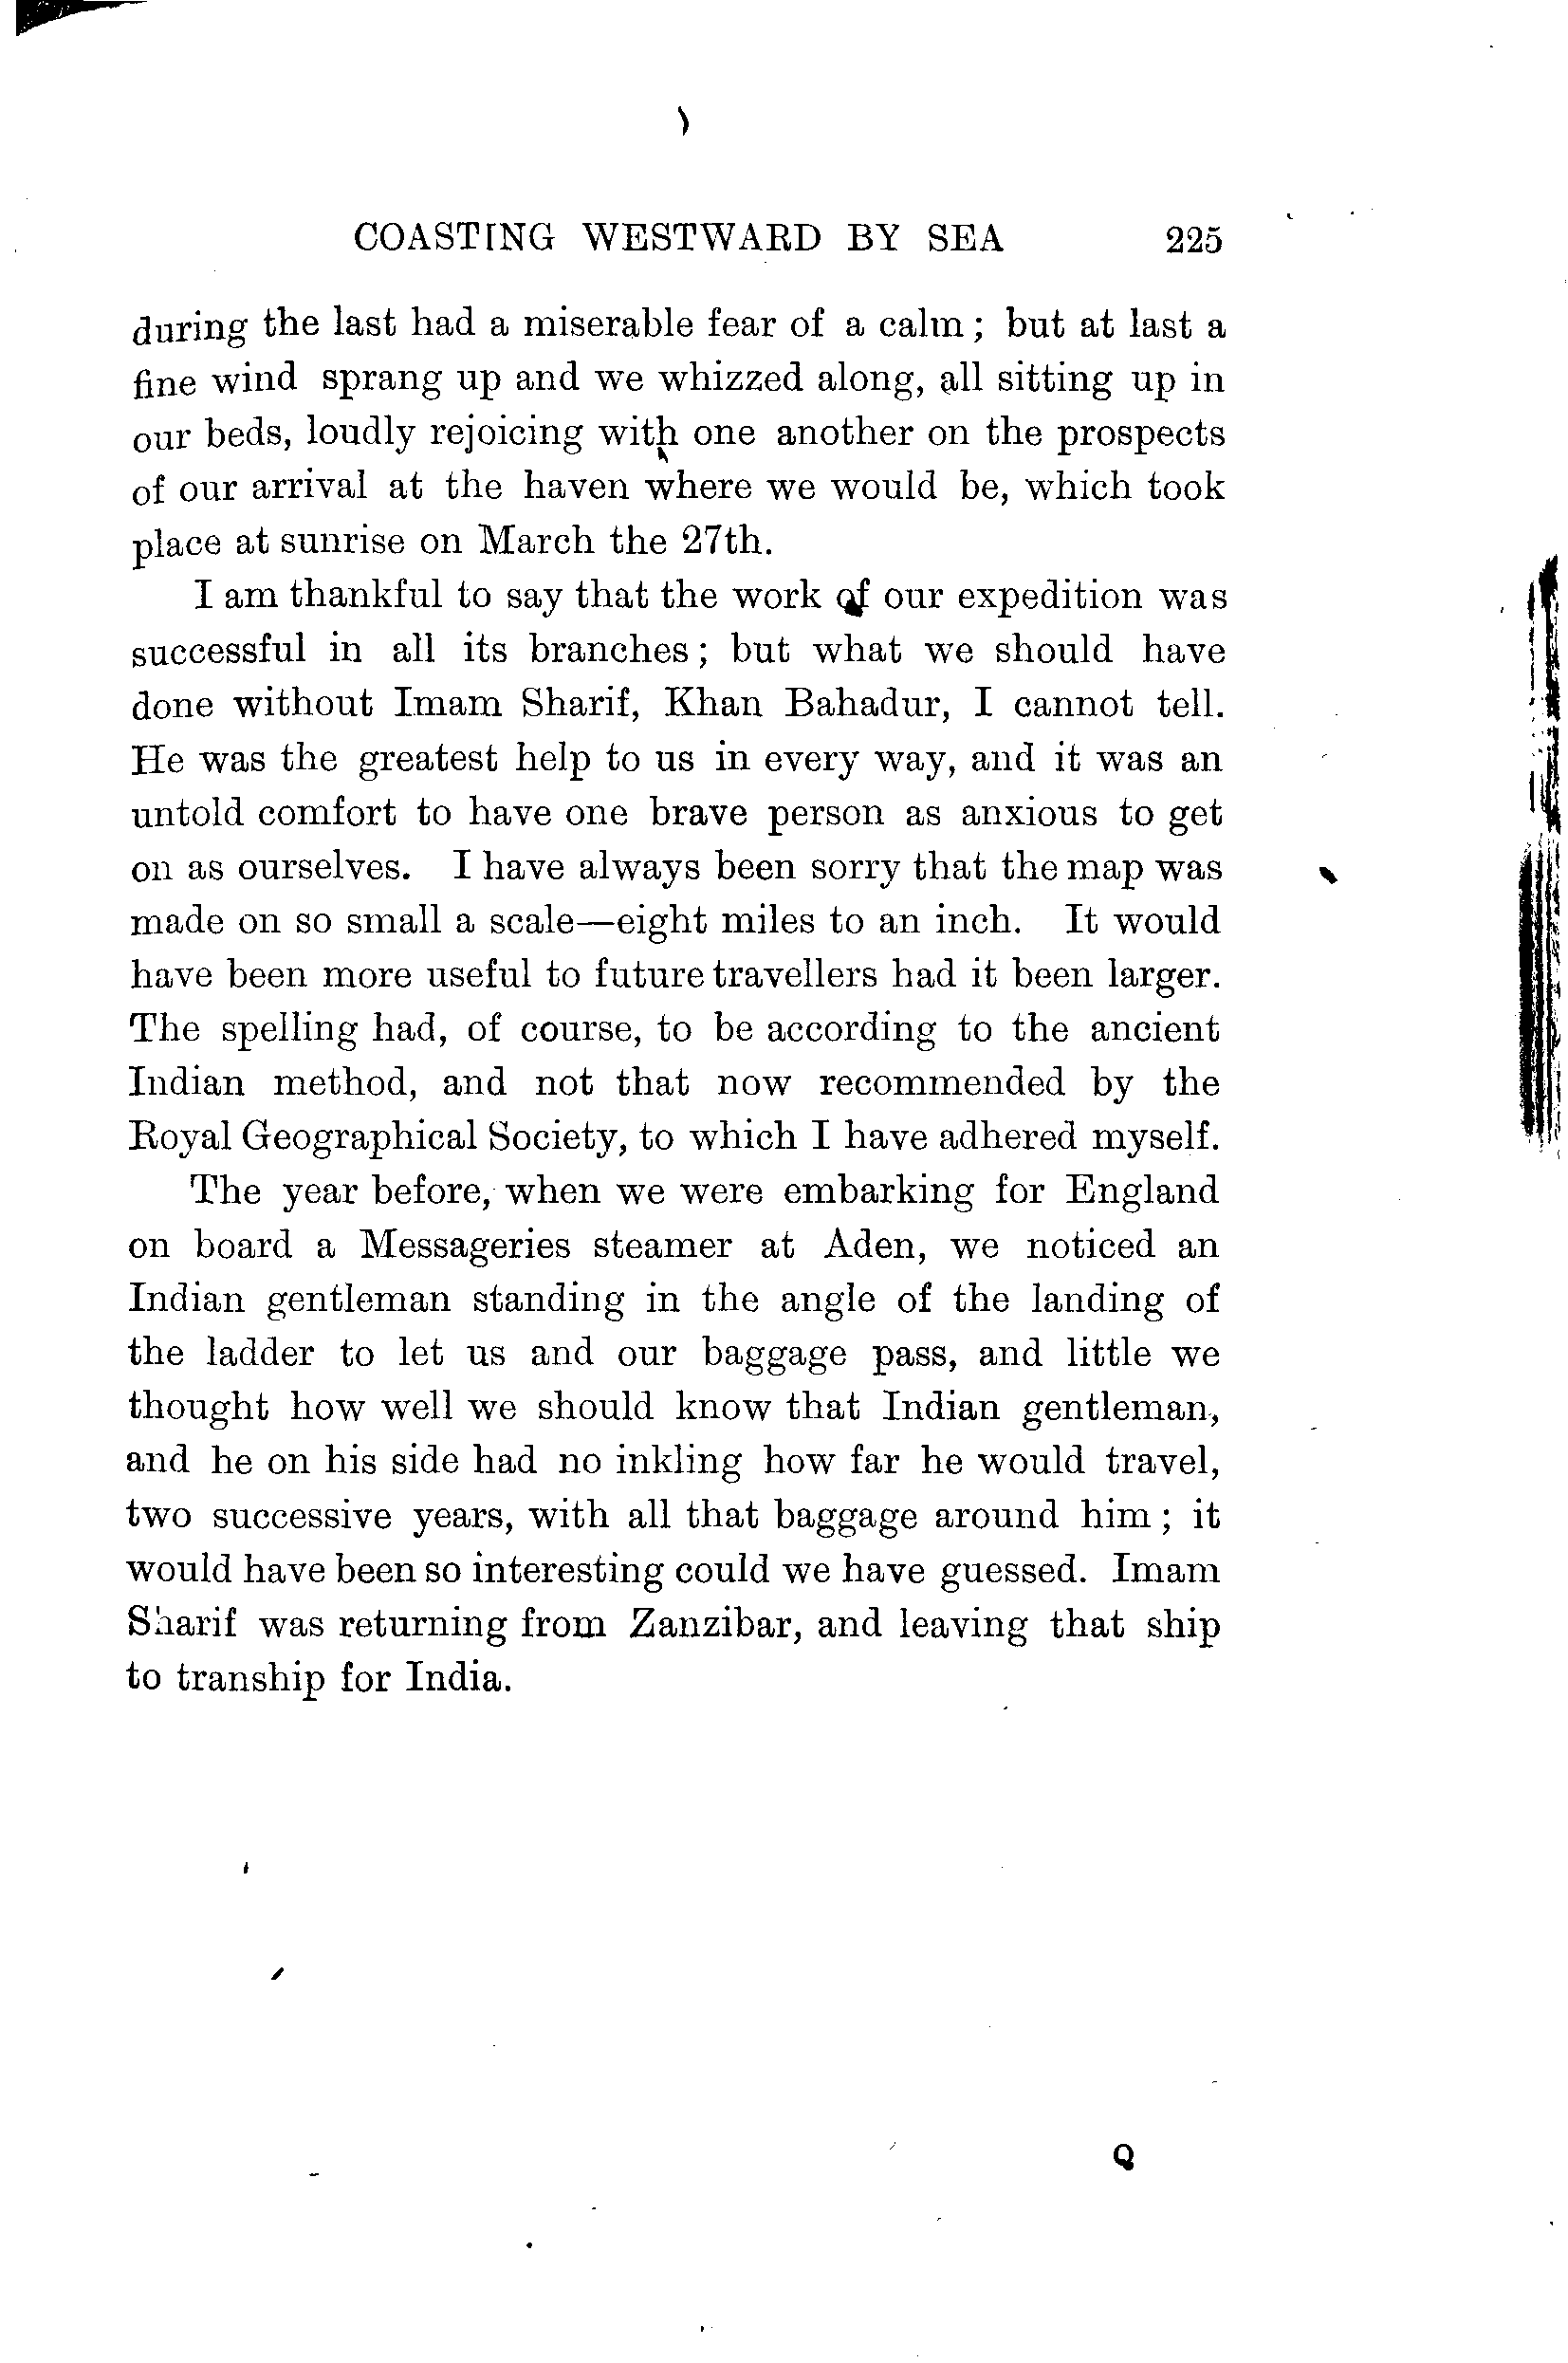 COASTING WESTWARD BY SEA 225
during the last had a miserable fear of a calm; but at last a
fine wind sprang up and we whizzed along, all sitting up in
our beds, loudly rejoicing with one another on the prospects
of our arrival at the haven where we would be, which took
place at sunrise on March the 27th.
I am thankful to say that the work of our expedition was
successful in all its branches; but what we should have
done without Imam Sharif, Khan Bahadur, I cannot tell.
He was the greatest help to us in every way, and it was an
untold comfort to have one brave person as anxious to get
on as ourselves. I have always been sorry that the map was
made on so small a scale—eight miles to an inch. It would
have been more useful to future travellers had it been larger.
The spelling had, of course, to be according to the ancient
Indian method, and not that now recommended by the
Royal Geographical Society, to which I have adhered myself.
The year before, when we were embarking for England
on board a Messageries steamer at Aden, we noticed an
Indian gentleman standing in the angle of the landing of
the ladder to let us and our baggage pass, and little we
thought how well we should know that Indian gentleman,
and he on his side had no inkling how far he would travel,
two successive years, with all that baggage around him; it
would have been so interesting could we have guessed. Imam
Sharif was returning from Zanzibar, and leaving that ship
to tranship for India.
Q